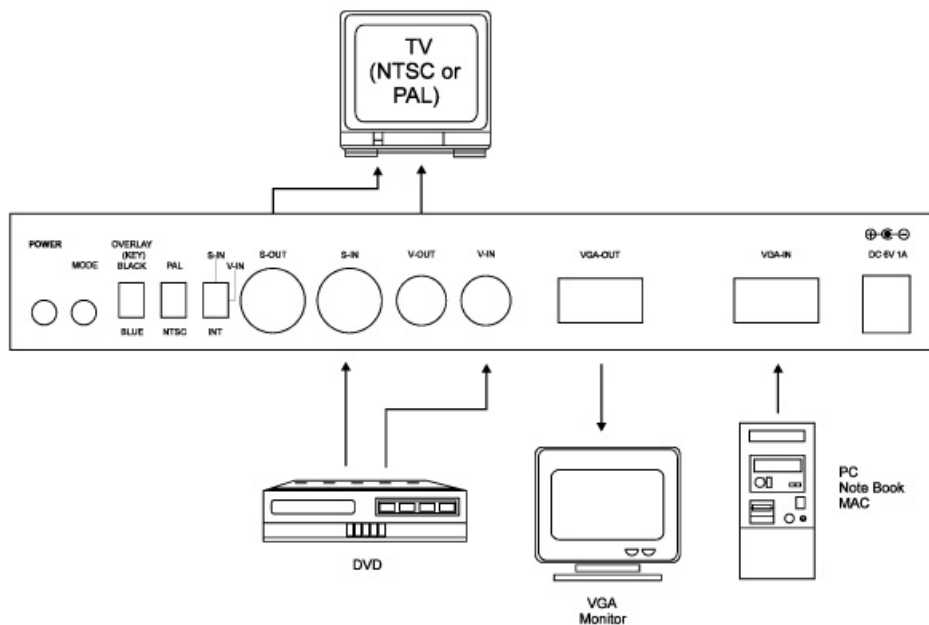 TV
(NTSC or
PAL)
POWER
MODE
OVERLAY
(KEY)
BLACK
BLUE
PAL
NTSC
S-IN
V-IN
INT
S-OUT
S-IN
V-OUT
V-IN
VGA-OUT
VGA-IN
DC 6V 1A
DVD
VGA
Monitor
PC
Note Book
MAC